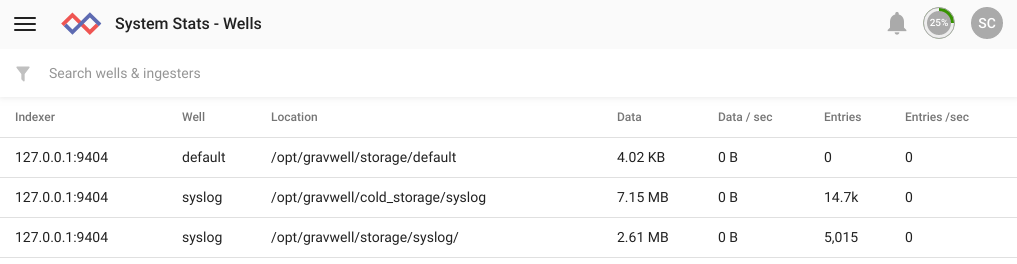 System Stats - Wells 25% SC
Search wells & ingesters
Indexer Well Location Data Data / sec Entries Entries /sec
127.0.0.1:9404 default /opt/gravwell/storage/default 4.02 KB 0 B 0 0
127.0.0.1:9404 syslog /opt/gravwell/cold_storage/syslog 7.15 MB 0 B 14.7k 0
127.0.0.1:9404 syslog /opt/gravwell/storage/syslog/ 2.61 MB 0 B 5,015 0